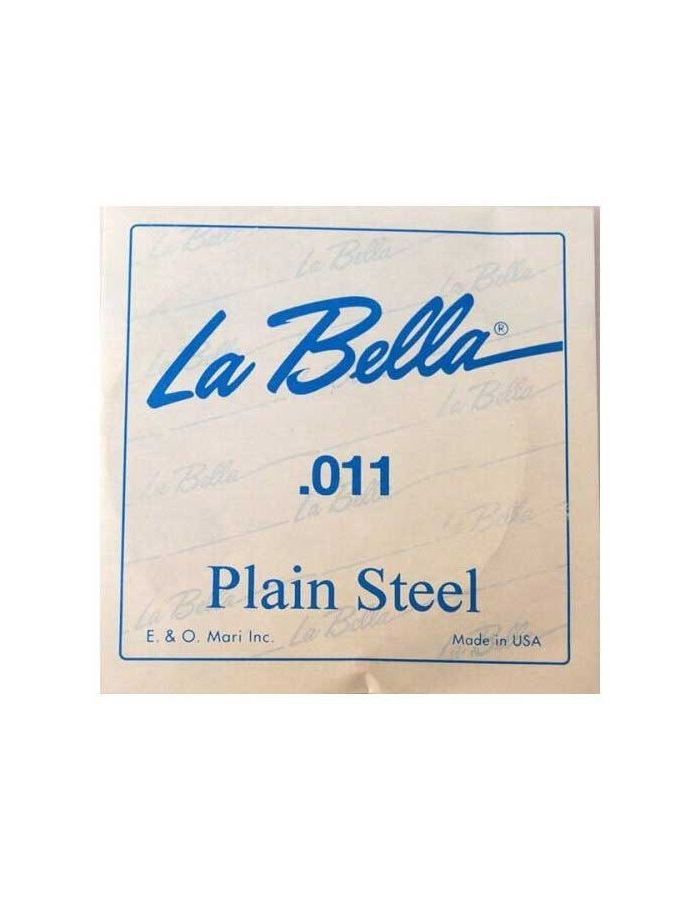 La Bella®
.011
Plain Steel
E. & O. Mari Inc.
Made in USA